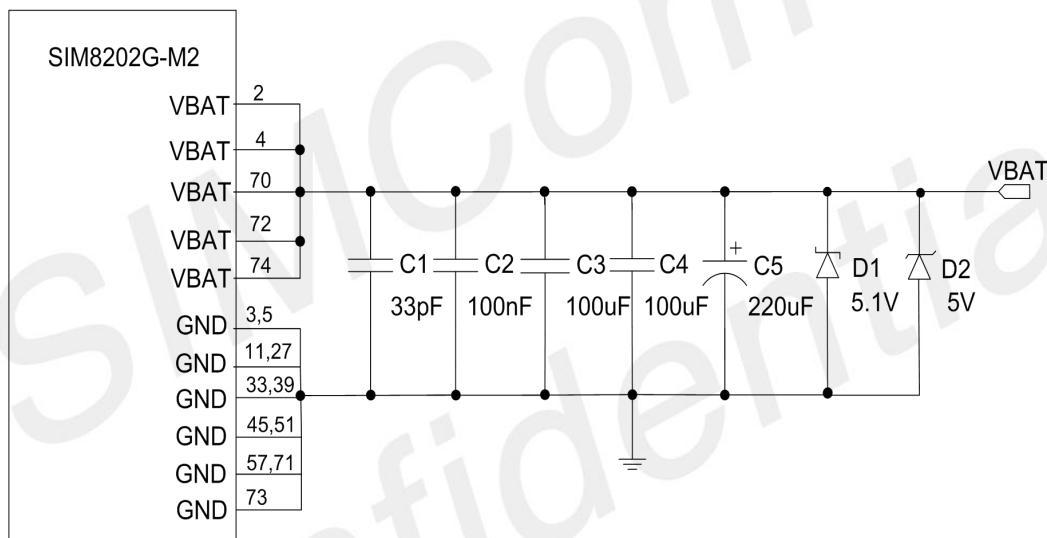 SIM8202G-M2
VBAT 2
VBAT 4
VBAT 70
VBAT 72
VBAT 74
GND 3,5
GND 11,27
GND 33,39
GND 45,51
GND 57,71
GND 73
VBAT
C1
33pF
C2
100nF
C3
100uF
C4
100uF
+
C5
220uF
D1
5.1V
D2
5V
SIMCom
Confidential